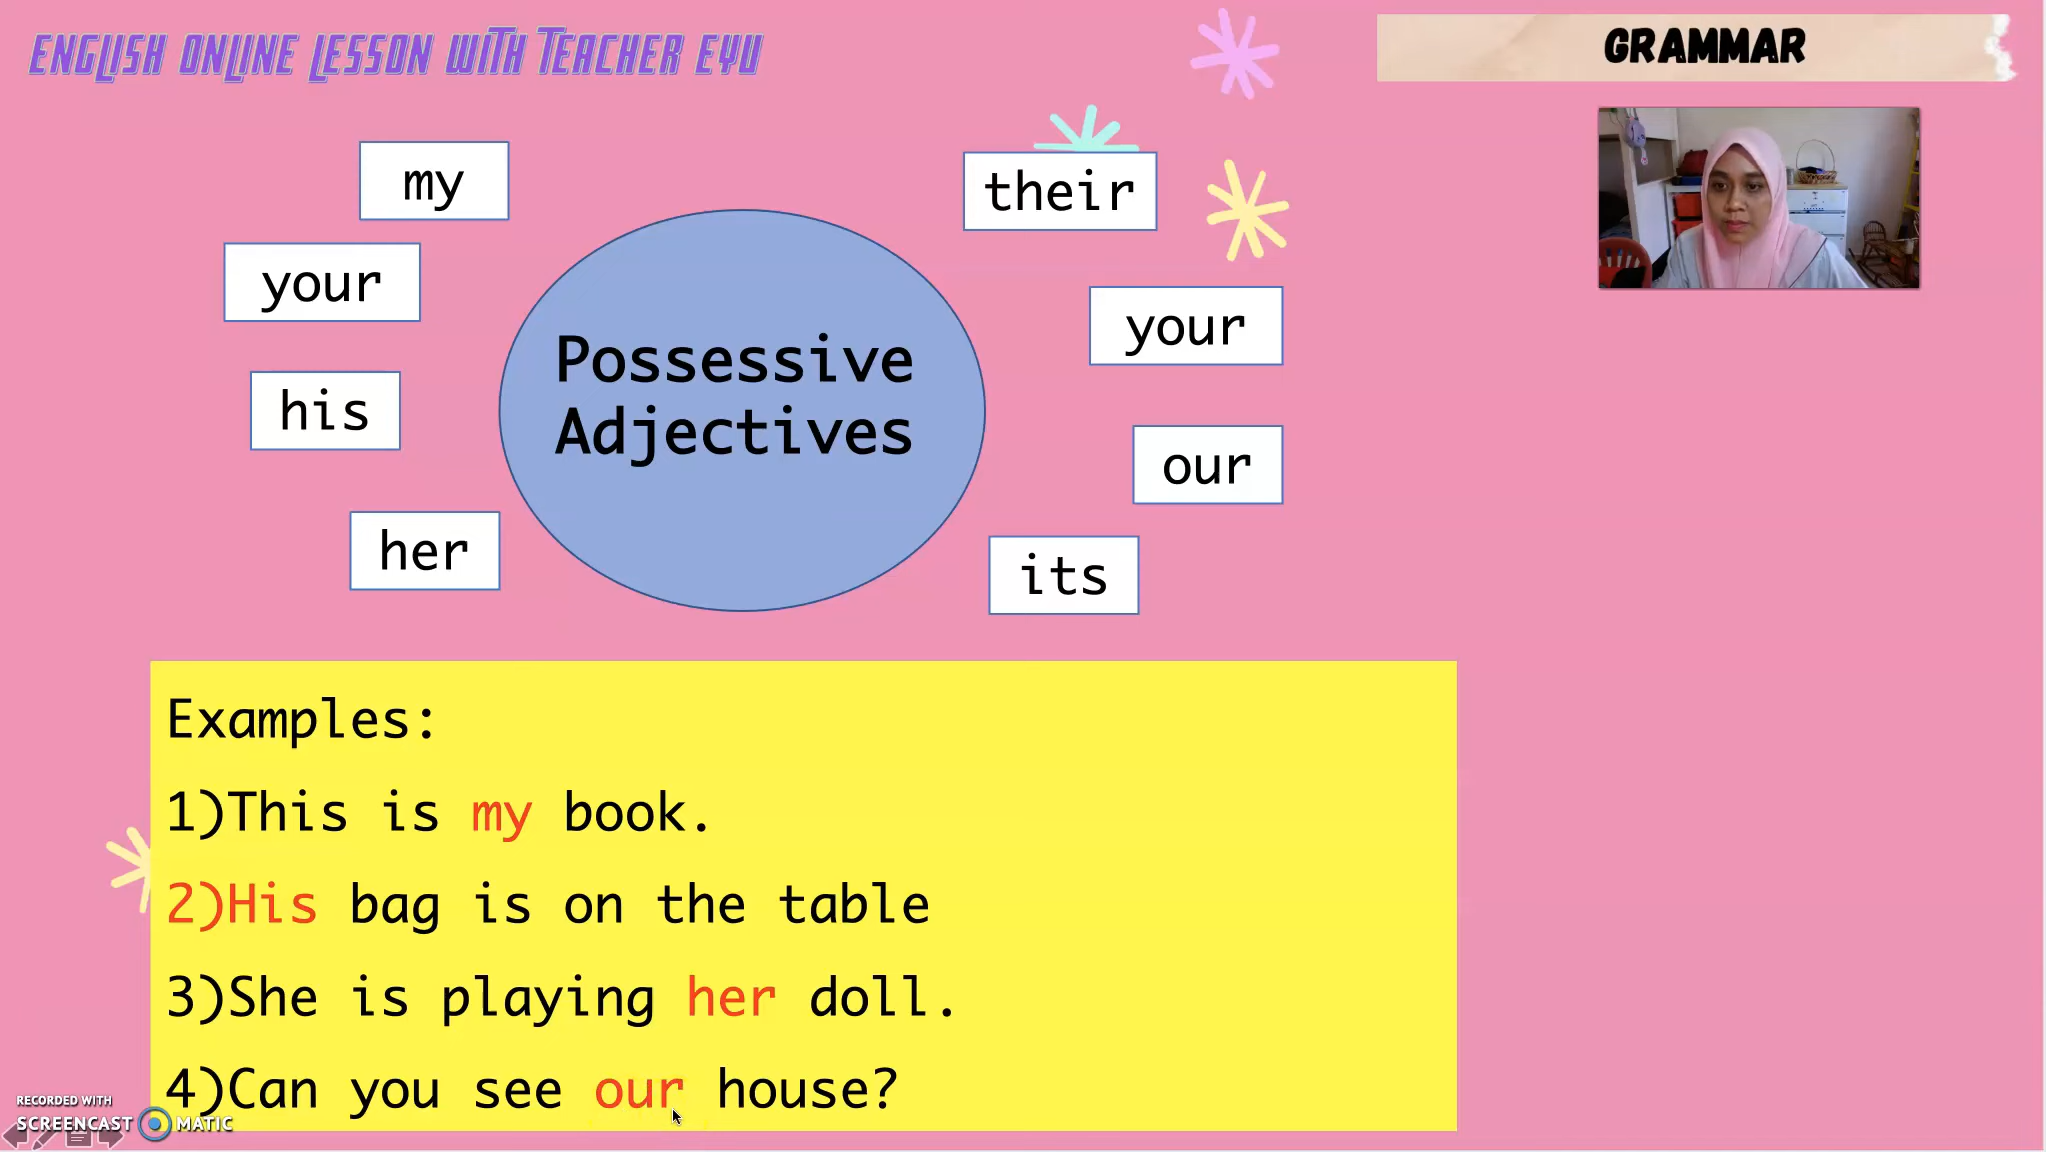 ENGLISH ONLINE LESSON WITH TEACHER EYU
GRAMMAR
my
your
his
her
Possessive
Adjectives
their
your
our
its
Examples:
1)This is my book.
2)His bag is on the table
3)She is playing her doll.
4)Can you see our house?
RECORDED WITH
SCREENCAST MATIC